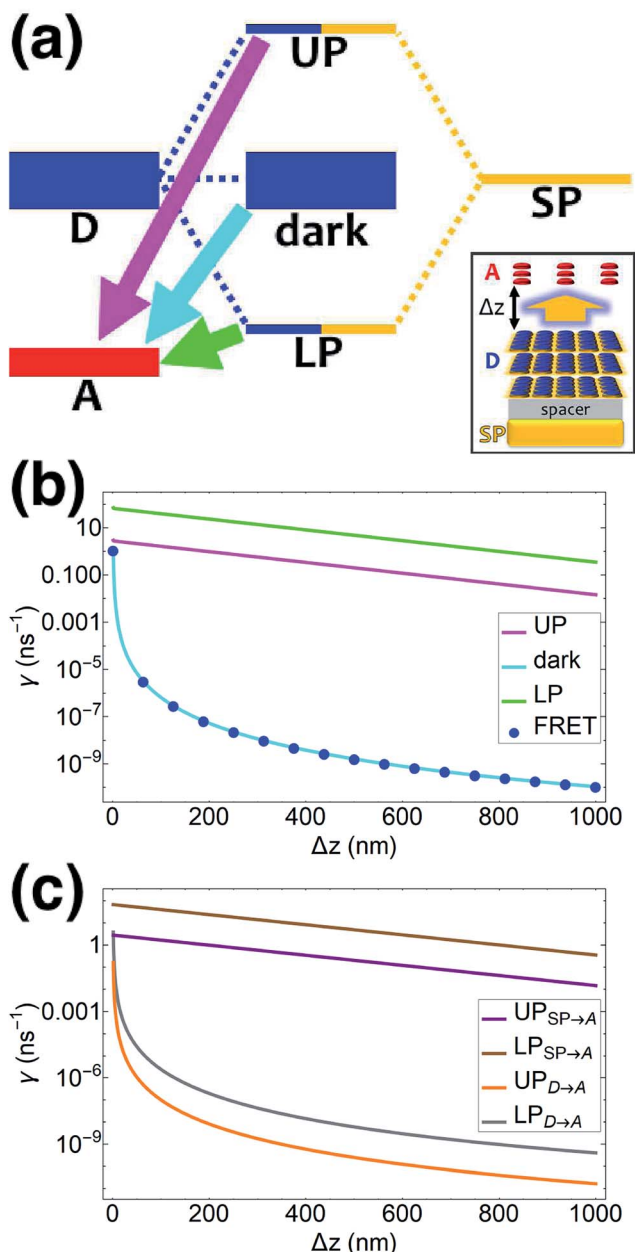 (a)
UP
D
dark
SP
LP
A
A
Δz
D
spacer
SP
(b)
γ (ns⁻¹)
10
0.100
0.001
10⁻⁵
10⁻⁷
10⁻⁹
UP
dark
LP
FRET
0 200 400 600 800 1000
Δz (nm)
(c)
γ (ns⁻¹)
1
0.001
10⁻⁶
10⁻⁹
UP_SP→A
LP_SP→A
UP_D→A
LP_D→A
0 200 400 600 800 1000
Δz (nm)